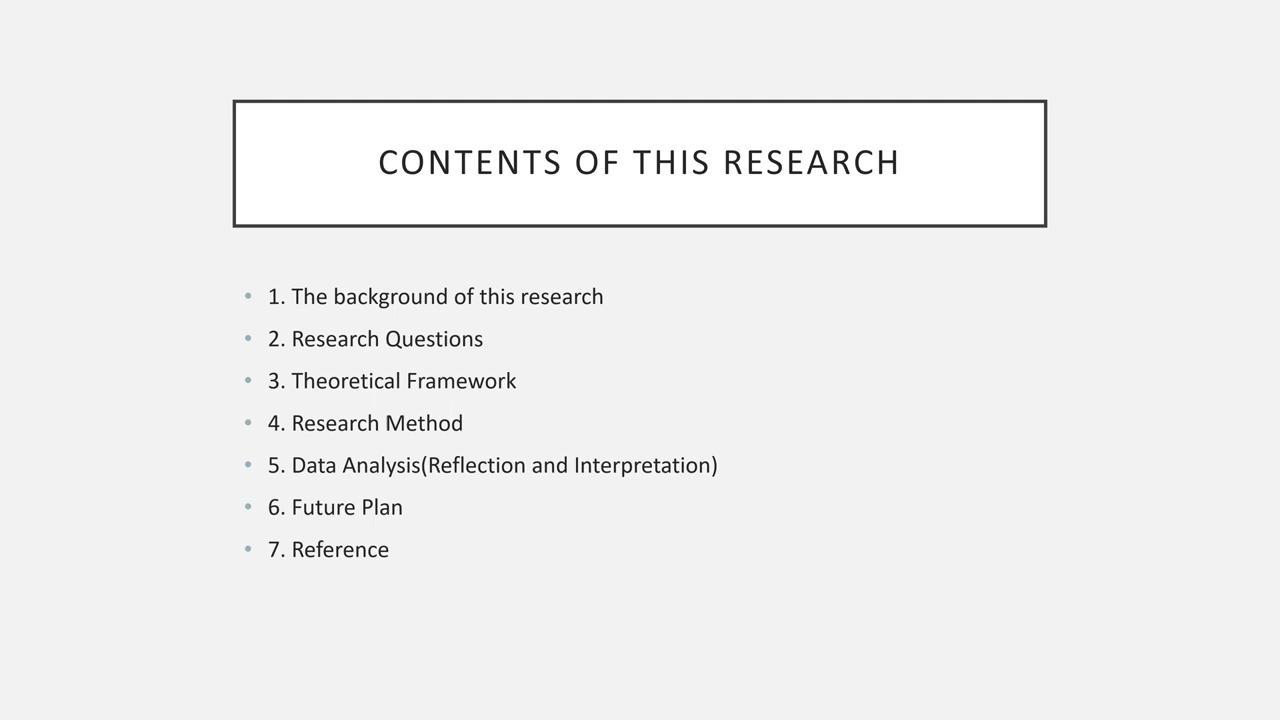 CONTENTS OF THIS RESEARCH
• 1. The background of this research
• 2. Research Questions
• 3. Theoretical Framework
• 4. Research Method
• 5. Data Analysis(Reflection and Interpretation)
• 6. Future Plan
• 7. Reference